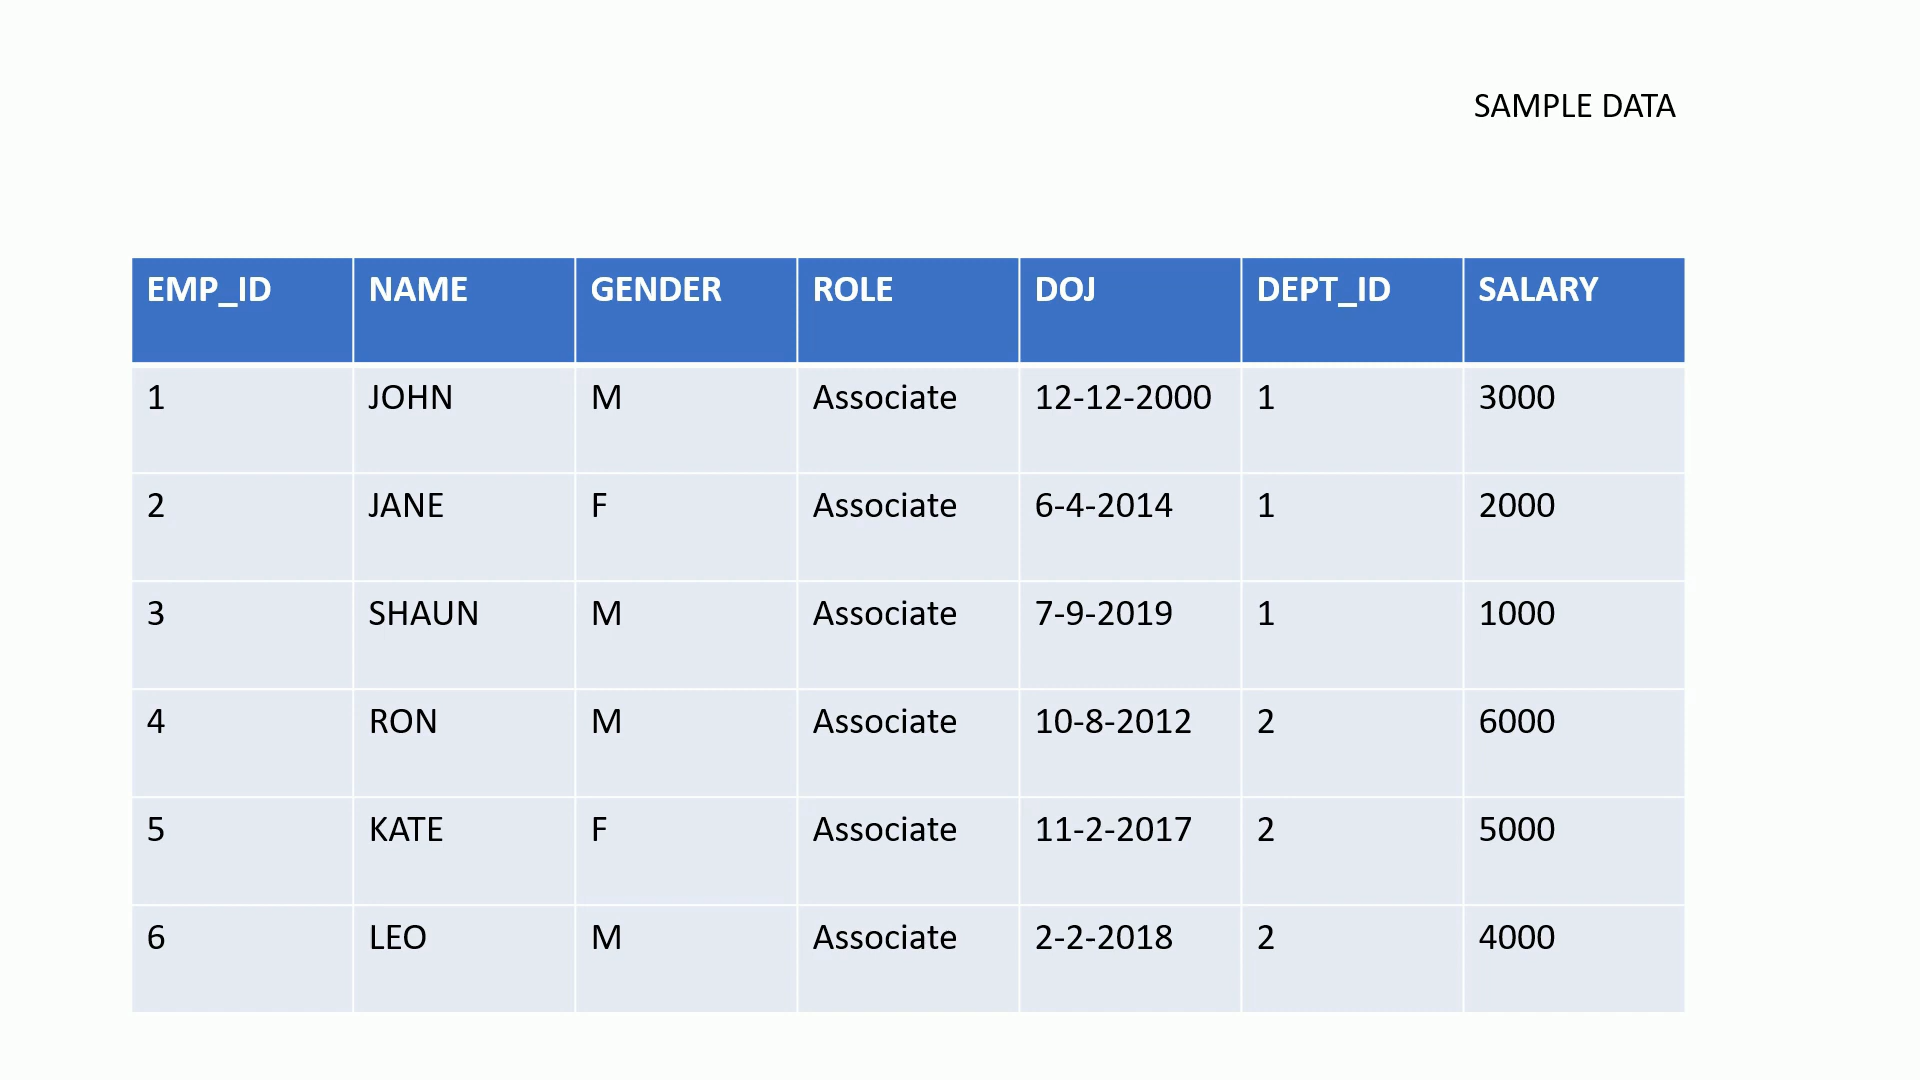 SAMPLE DATA
EMP_ID NAME GENDER ROLE DOJ DEPT_ID SALARY
1 JOHN M Associate 12-12-2000 1 3000
2 JANE F Associate 6-4-2014 1 2000
3 SHAUN M Associate 7-9-2019 1 1000
4 RON M Associate 10-8-2012 2 6000
5 KATE F Associate 11-2-2017 2 5000
6 LEO M Associate 2-2-2018 2 4000